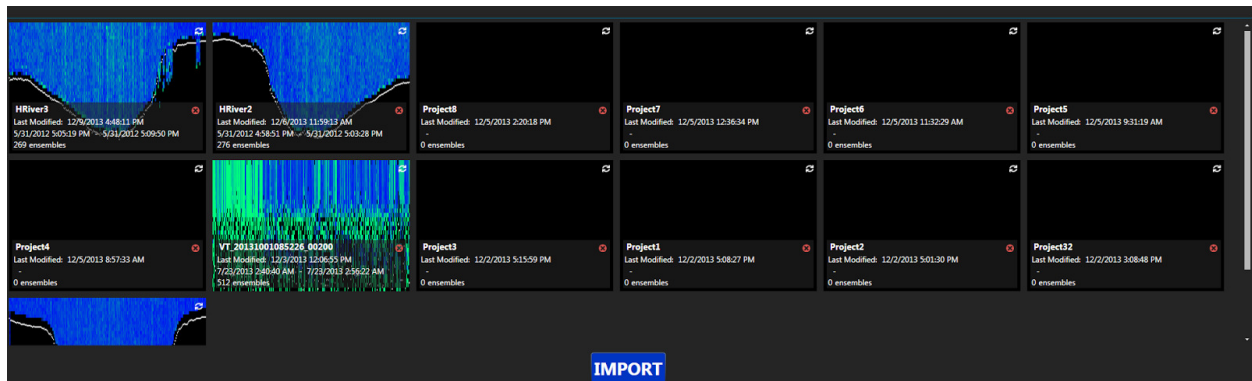 HRiver3
Last Modified: 12/9/2013 4:48:11 PM
5/31/2012 5:05:19 PM - 5/31/2012 5:09:50 PM
269 ensembles
HRiver2
Last Modified: 12/6/2013 11:59:13 AM
5/31/2012 4:58:51 PM - 5/31/2012 5:03:28 PM
276 ensembles
Project8
Last Modified: 12/5/2013 2:20:18 PM
-
0 ensembles
Project7
Last Modified: 12/5/2013 12:36:34 PM
-
0 ensembles
Project6
Last Modified: 12/5/2013 11:32:29 AM
-
0 ensembles
Project5
Last Modified: 12/5/2013 9:31:19 AM
-
0 ensembles
Project4
Last Modified: 12/5/2013 8:57:33 AM
-
0 ensembles
VT_20131001085226_00200
Last Modified: 12/3/2013 12:06:55 PM
7/23/2013 2:40:40 AM - 7/23/2013 2:56:22 AM
512 ensembles
Project3
Last Modified: 12/2/2013 5:15:59 PM
-
0 ensembles
Project1
Last Modified: 12/2/2013 5:08:27 PM
-
0 ensembles
Project2
Last Modified: 12/2/2013 5:01:30 PM
-
0 ensembles
Project32
Last Modified: 12/2/2013 3:08:48 PM
-
0 ensembles
IMPORT